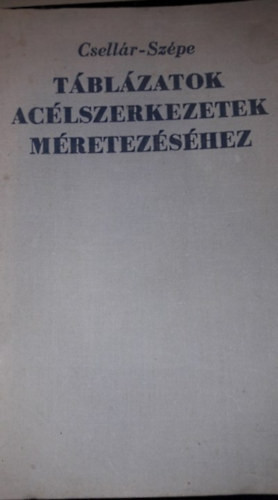 Csellár-Szépe
TÁBLÁZATOK
ACÉLSZERKEZETEK
MÉRETEZÉSÉHEZ